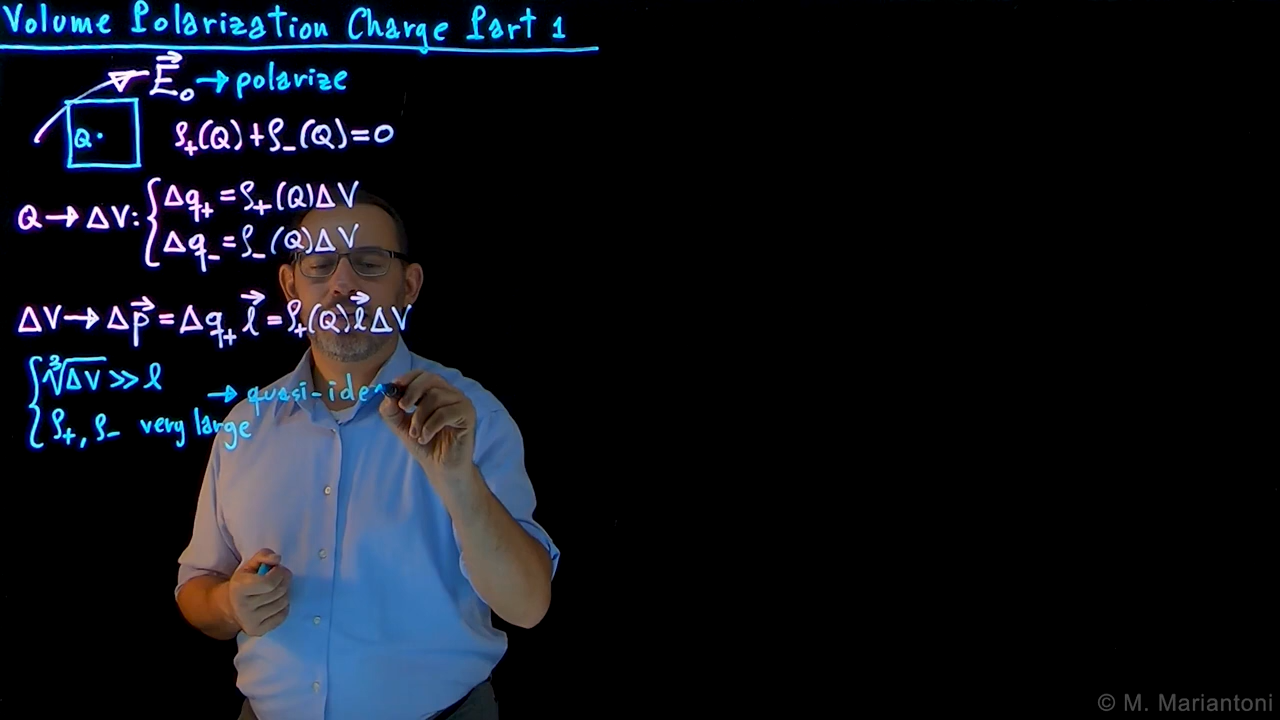 Volume Polarization Charge Part 1
E⃗₀ → polarize
Q·
ρ₊(Q) + ρ₋(Q) = 0
Q → ΔV: { Δq₊ = ρ₊(Q)ΔV
Δq₋ = ρ₋(Q)ΔV
ΔV → Δp⃗ = Δq₊ l⃗ = ρ₊(Q) l⃗ ΔV
{ ∛ΔV >> l
→ quasi-ide
ρ₊, ρ₋ very large
© M. Mariantoni